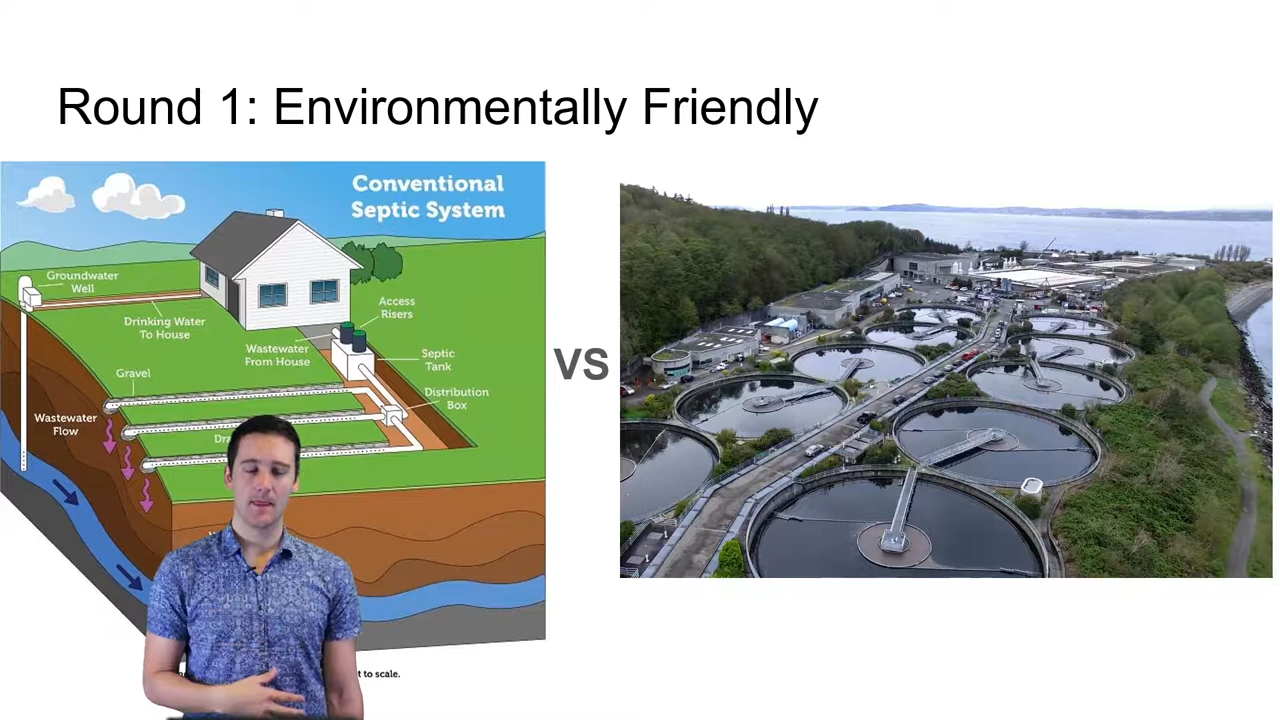 Round 1: Environmentally Friendly
Conventional
Septic System
Groundwater
Well
Drinking Water
To House
Access
Risers
Wastewater
From House
Septic
Tank
Gravel
Distribution
Box
Wastewater
Flow
VS
t to scale.